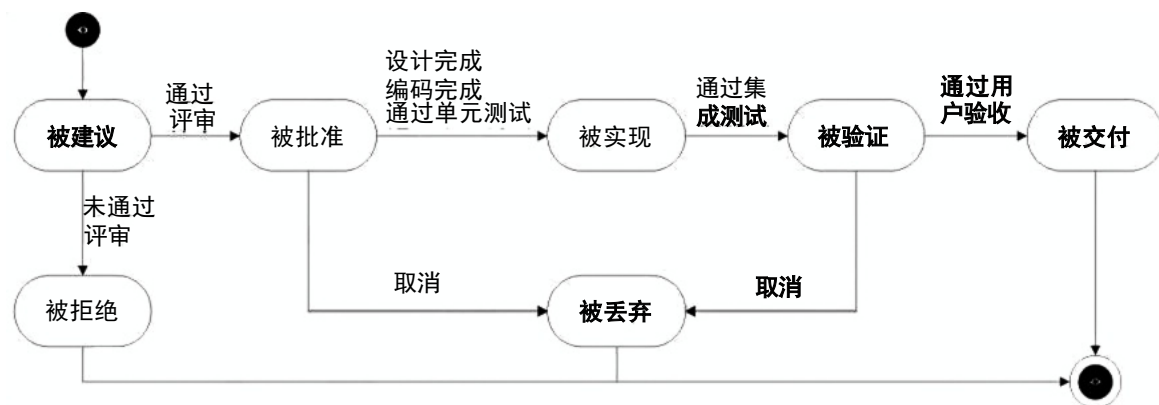 设计完成
编码完成
通过单元测试
通过
评审
通过集
成测试
通过用
户验收
被建议
被批准
被实现
被验证
被交付
未通过
评审
取消
取消
被拒绝
被丢弃